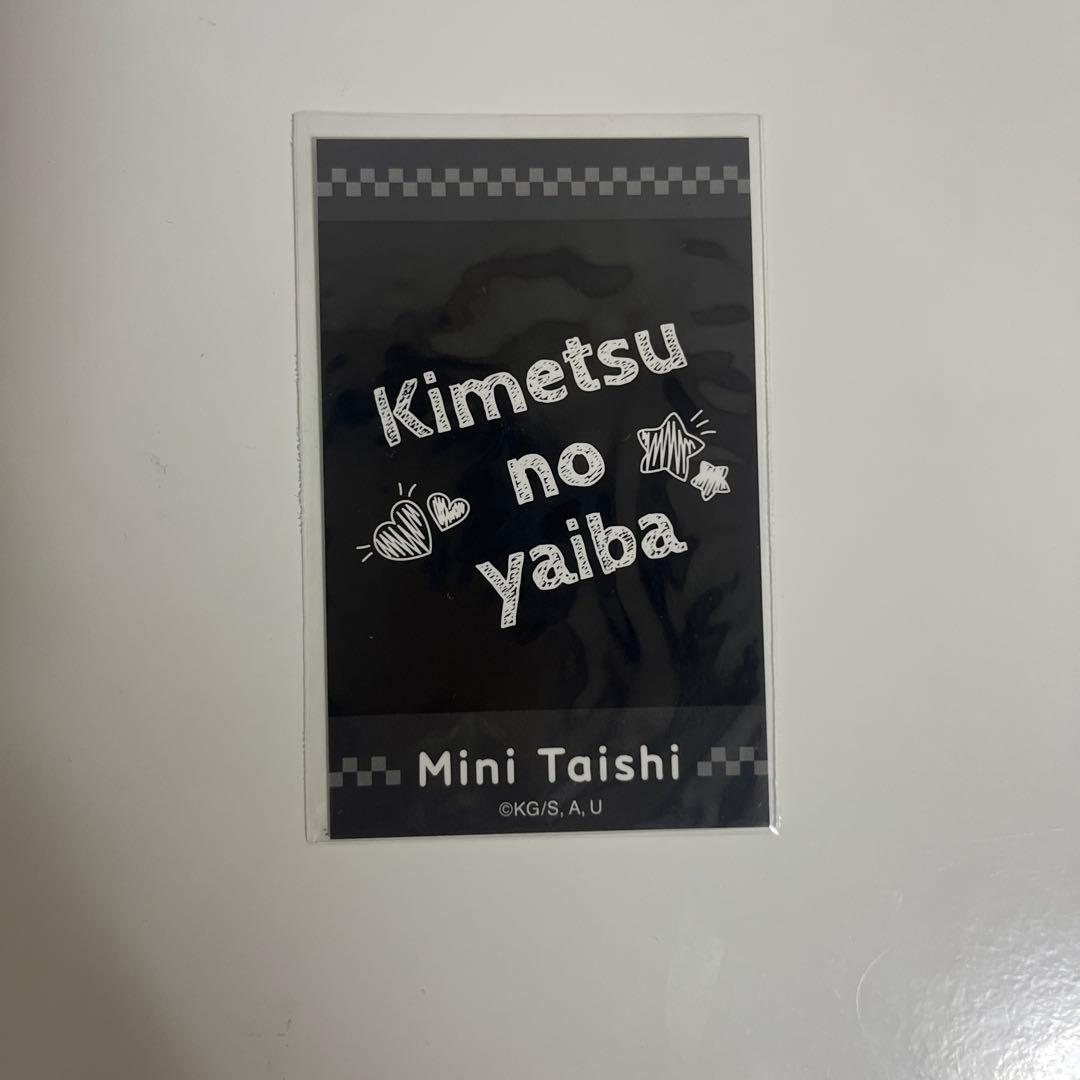 Kimetsu
no
yaiba
Mini Taishi
©KG/S, A, U